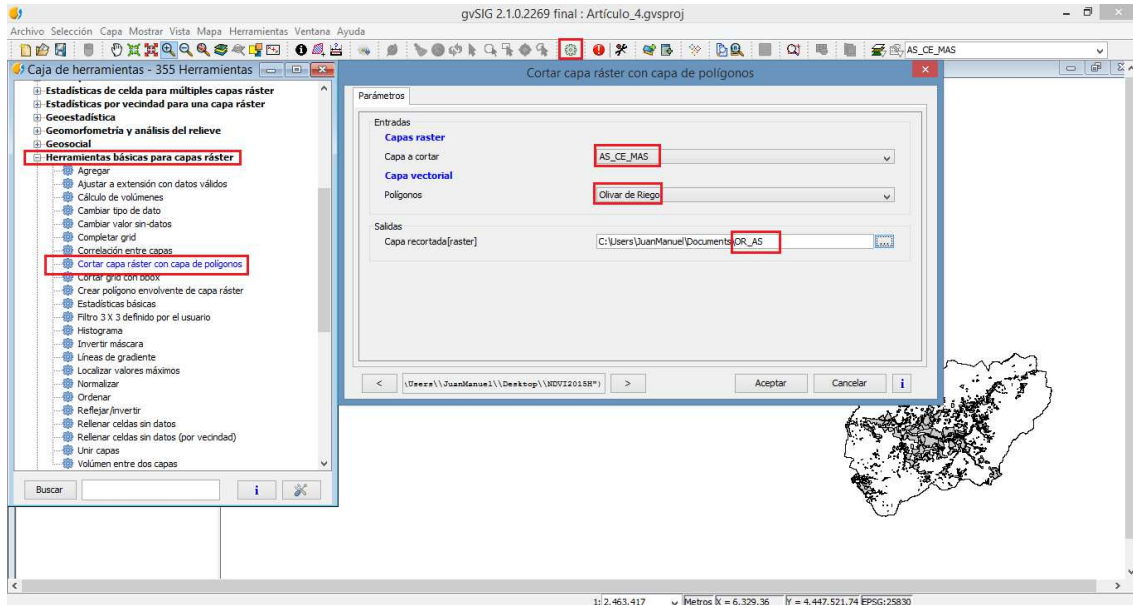 gvSIG 2.1.0.2269 final : Artículo_4.gvsproj
Archivo Selección Capa Mostrar Vista Mapa Herramientas Ventana Ayuda
AS_CE_MAS
Caja de herramientas - 355 Herramientas
Estadísticas de celda para múltiples capas ráster
Estadísticas por vecindad para una capa ráster
Geoestadística
Geomorfometría y análisis del relieve
Geosocial
Herramientas básicas para capas ráster
Agregar
Ajustar a extensión con datos válidos
Cálculo de volúmenes
Cambiar tipo de dato
Cambiar valor sin-datos
Completar grid
Correlación entre capas
Cortar capa ráster con capa de polígonos
Cortar grid con bbox
Crear polígono envolvente de capa ráster
Estadísticas básicas
Filtro 3 X 3 definido por el usuario
Histograma
Invertir máscara
Líneas de gradiente
Localizar valores máximos
Normalizar
Ordenar
Reflejar/invertir
Rellenar celdas sin datos
Rellenar celdas sin datos (por vecindad)
Unir capas
Volúmen entre dos capas
Buscar
i
Cortar capa ráster con capa de polígonos
Parámetros
Entradas
Capas raster
Capa a cortar AS_CE_MAS
Capa vectorial
Polígonos Olivar de Riego
Salidas
Capa recortada[raster] C:\Users\JuanManuel\Documents\OR_AS ...
< \Users\\JuanManuel\\Desktop\\NDVI2015H") > Aceptar Cancelar i
1: 2.463.417 Metros X = 6.329,36 Y = 4.447.521,74 EPSG:25830